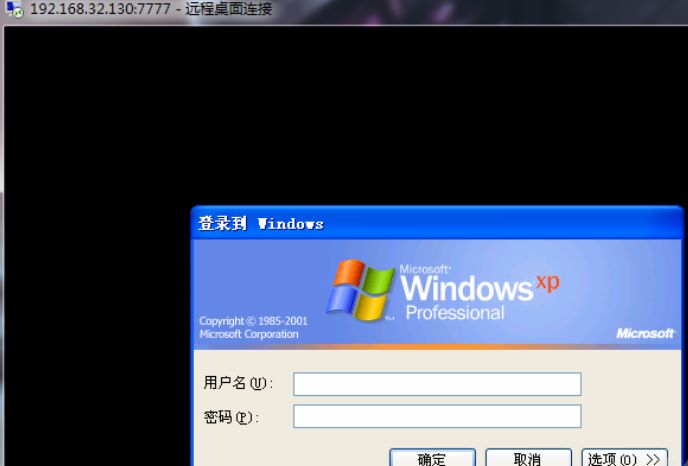 192.168.32.130:7777 - 远程桌面连接
登录到 Windows
Microsoft
Windows xp
Professional
Copyright © 1985-2001
Microsoft Corporation
Microsoft
用户名(U):
密码(P):
确定 取消 选项(O) >>